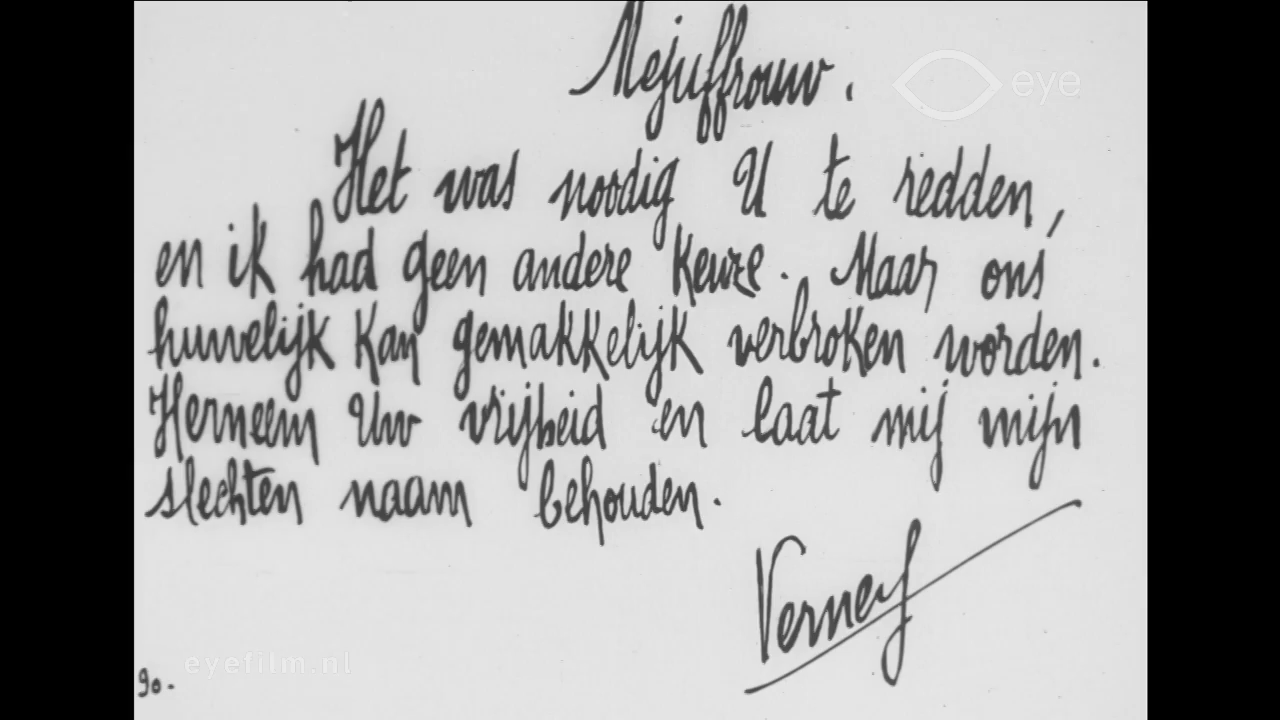 Mejuffrouw.
eye
Het was noodig U te redden,
en ik had geen andere keuze. Maar ons
huwelijk kan gemakkelijk verbroken worden.
Herneem Uw vrijheid en laat mij mijn
slechten naam behouden.
Verney
eyefilm.nl
90.